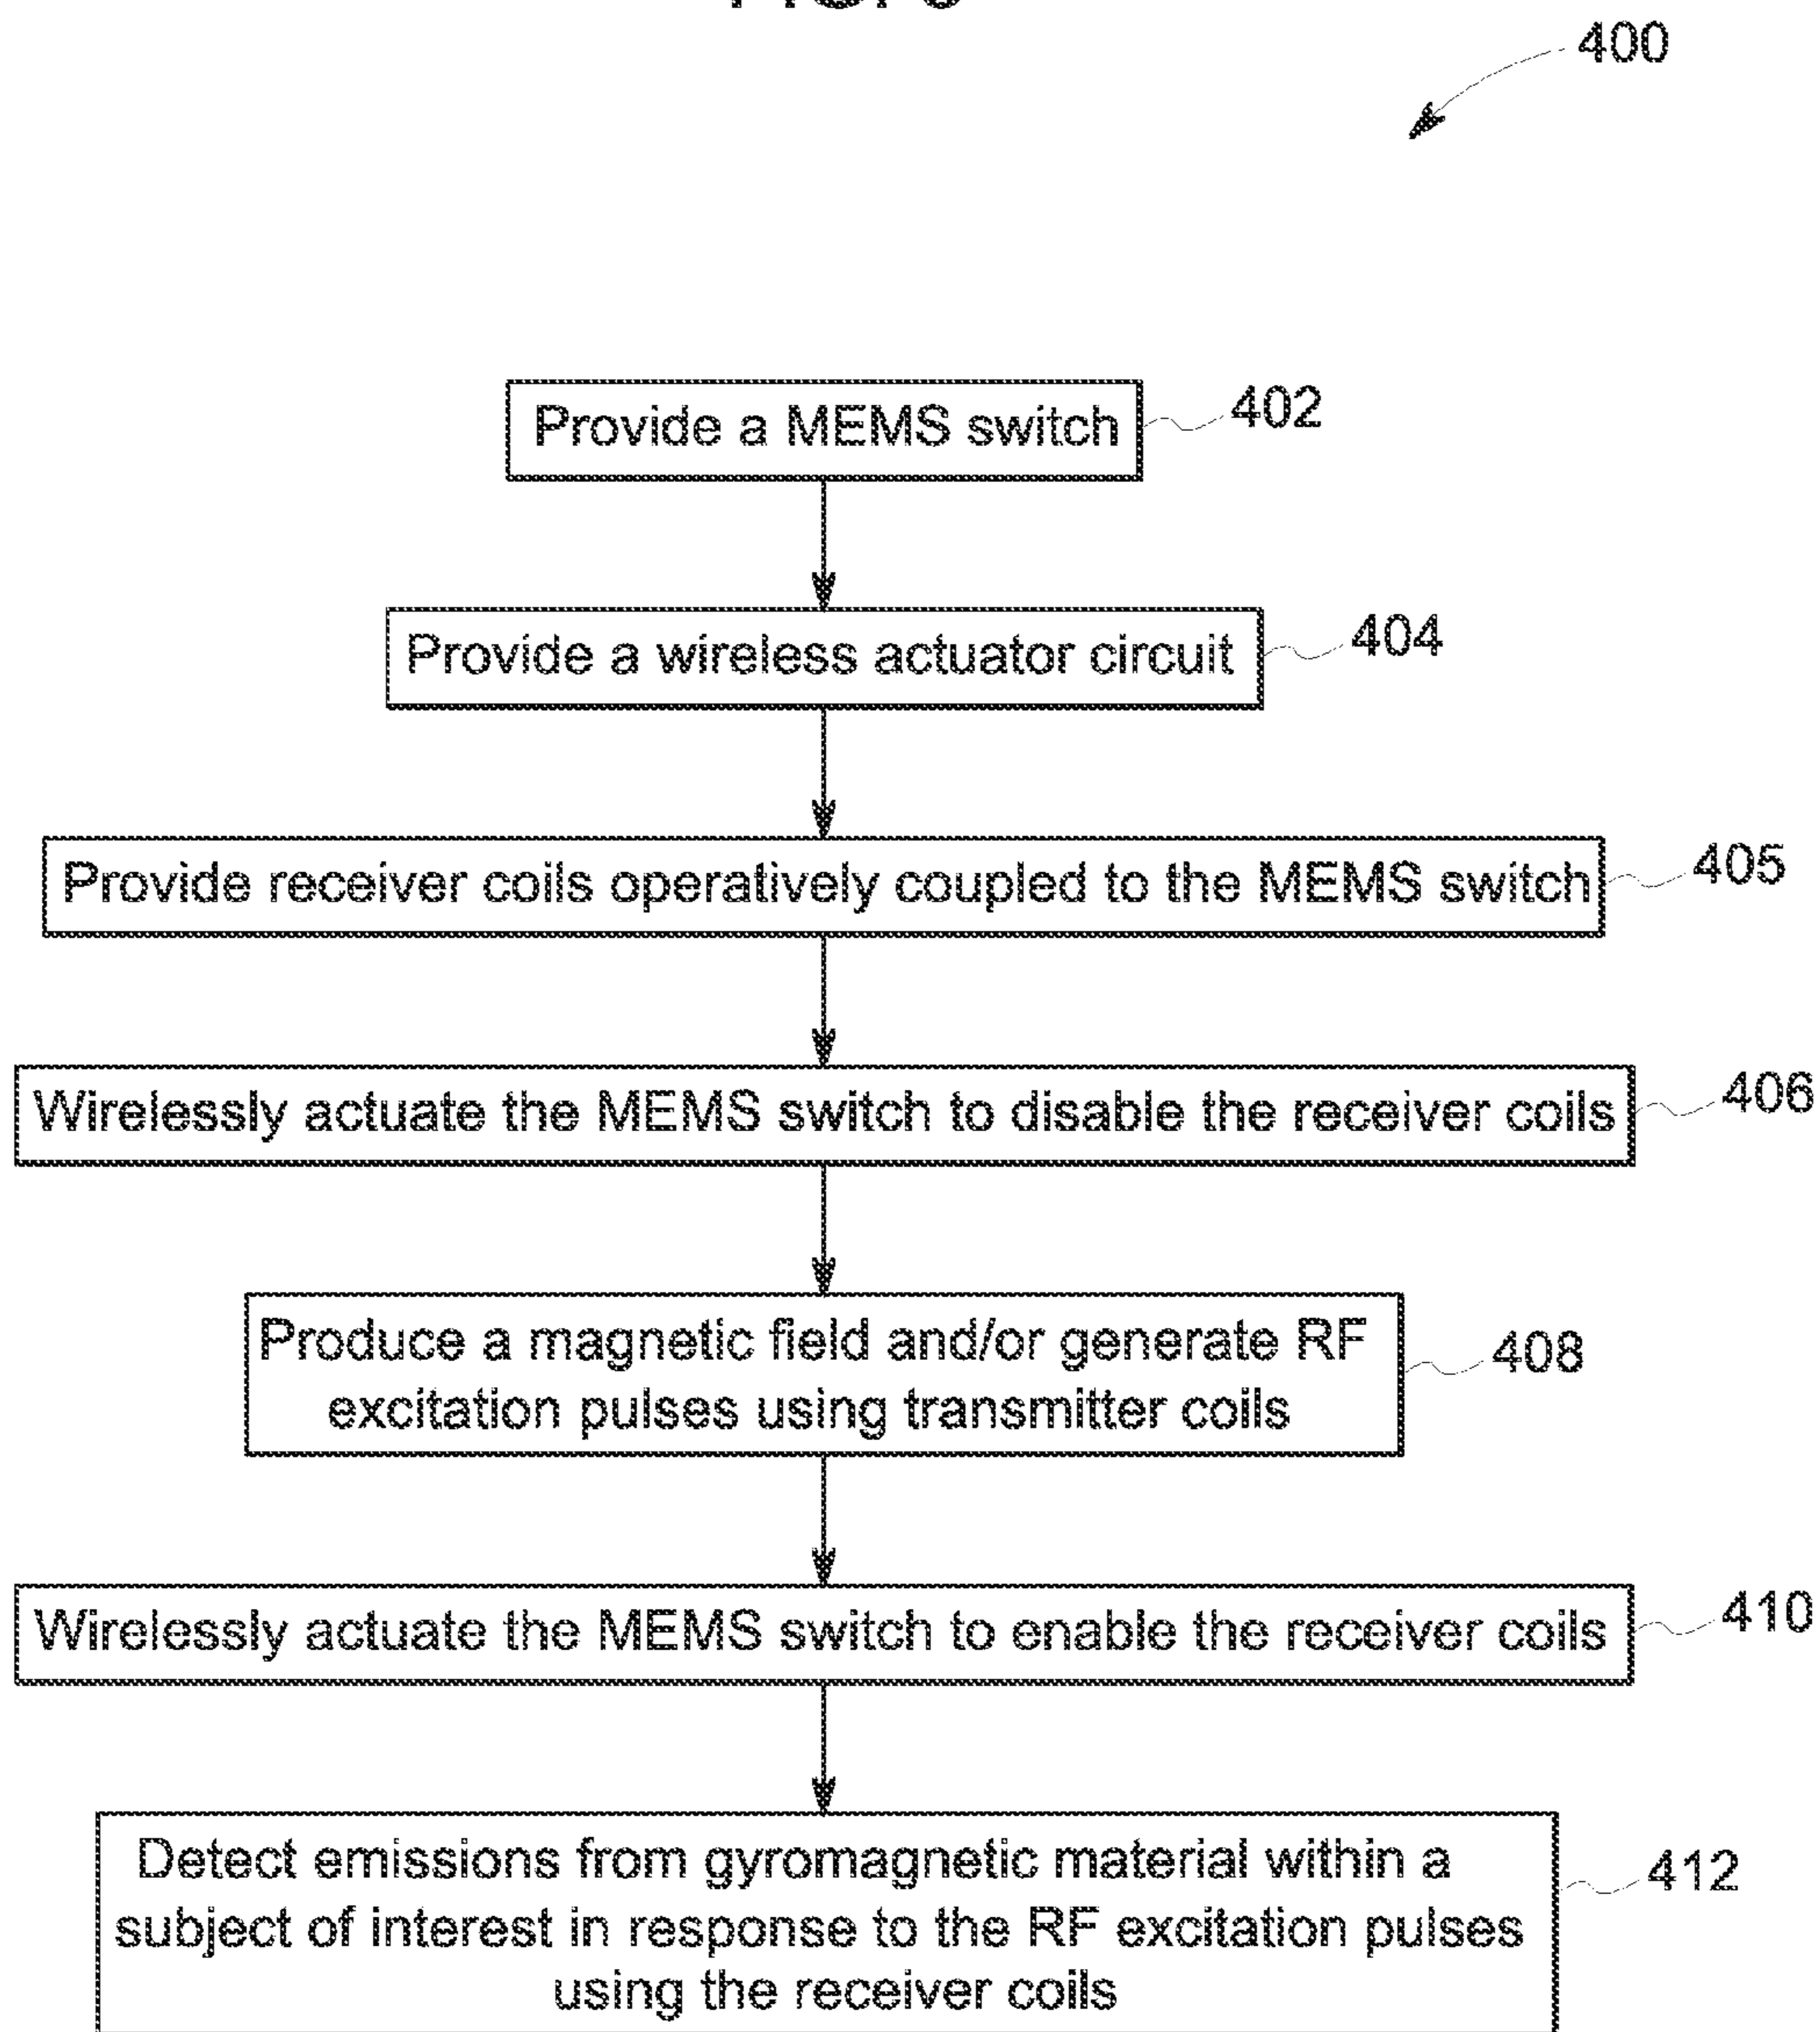 400
Provide a MEMS switch
402
Provide a wireless actuator circuit
404
Provide receiver coils operatively coupled to the MEMS switch
405
Wirelessly actuate the MEMS switch to disable the receiver coils
406
Produce a magnetic field and/or generate RF
excitation pulses using transmitter coils
408
Wirelessly actuate the MEMS switch to enable the receiver coils
410
Detect emissions from gyromagnetic material within a
subject of interest in response to the RF excitation pulses
using the receiver coils
412